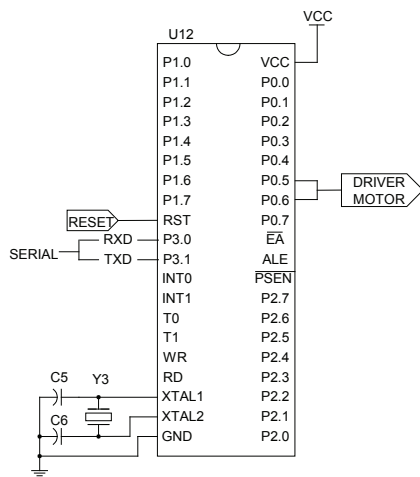 VCC
U12
P1.0 VCC
P1.1 P0.0
P1.2 P0.1
P1.3 P0.2
P1.4 P0.3
P1.5 P0.4
P1.6 P0.5
P1.7 P0.6
DRIVER
MOTOR
RESET RST P0.7
SERIAL
RXD P3.0 EA
TXD P3.1 ALE
INT0 PSEN
INT1 P2.7
T0 P2.6
T1 P2.5
WR P2.4
RD P2.3
C5 Y3
XTAL1 P2.2
C6 XTAL2 P2.1
GND P2.0